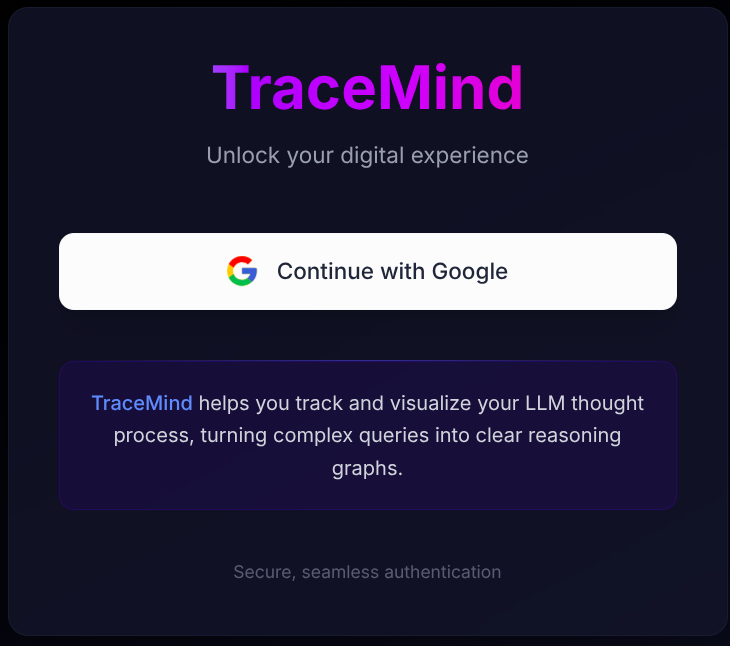 TraceMind
Unlock your digital experience
Continue with Google
TraceMind helps you track and visualize your LLM thought
process, turning complex queries into clear reasoning
graphs.
Secure, seamless authentication